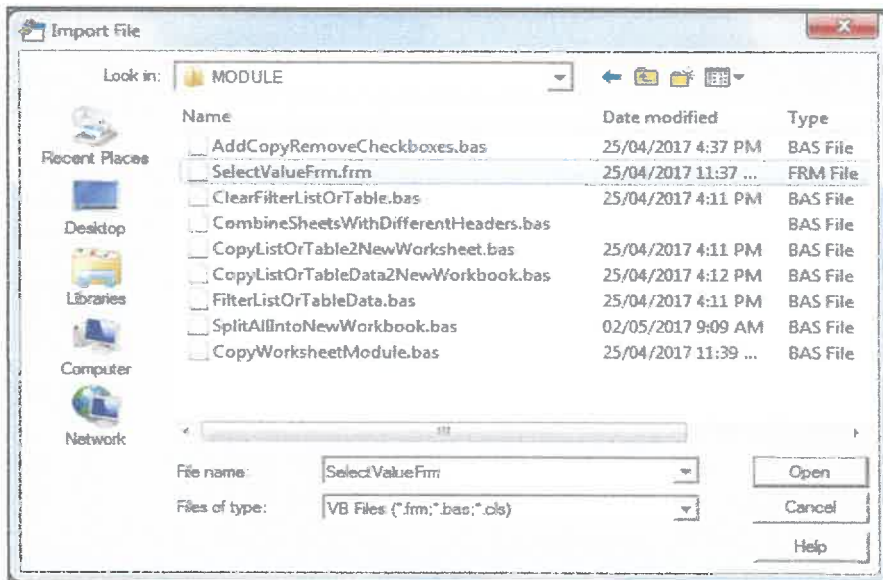 Import File
Look in: MODULE
Name Date modified Type
AddCopyRemoveCheckboxes.bas 25/04/2017 4:37 PM BAS File
SelectValueFrm.frm 25/04/2017 11:37 ... FRM File
ClearFilterListOrTable.bas 25/04/2017 4:11 PM BAS File
CombineSheetsWithDifferentHeaders.bas BAS File
CopyListOrTable2NewWorksheet.bas 25/04/2017 4:11 PM BAS File
CopyListOrTableData2NewWorkbook.bas 25/04/2017 4:12 PM BAS File
FilterListOrTableData.bas 25/04/2017 4:11 PM BAS File
SplitAllIntoNewWorkbook.bas 02/05/2017 9:09 AM BAS File
CopyWorksheetModule.bas 25/04/2017 11:39 ... BAS File
Recent Places
Desktop
Libraries
Computer
Network
File name: SelectValueFrm Open
Files of type: VB Files (*.frm;*.bas;*.cls) Cancel
Help